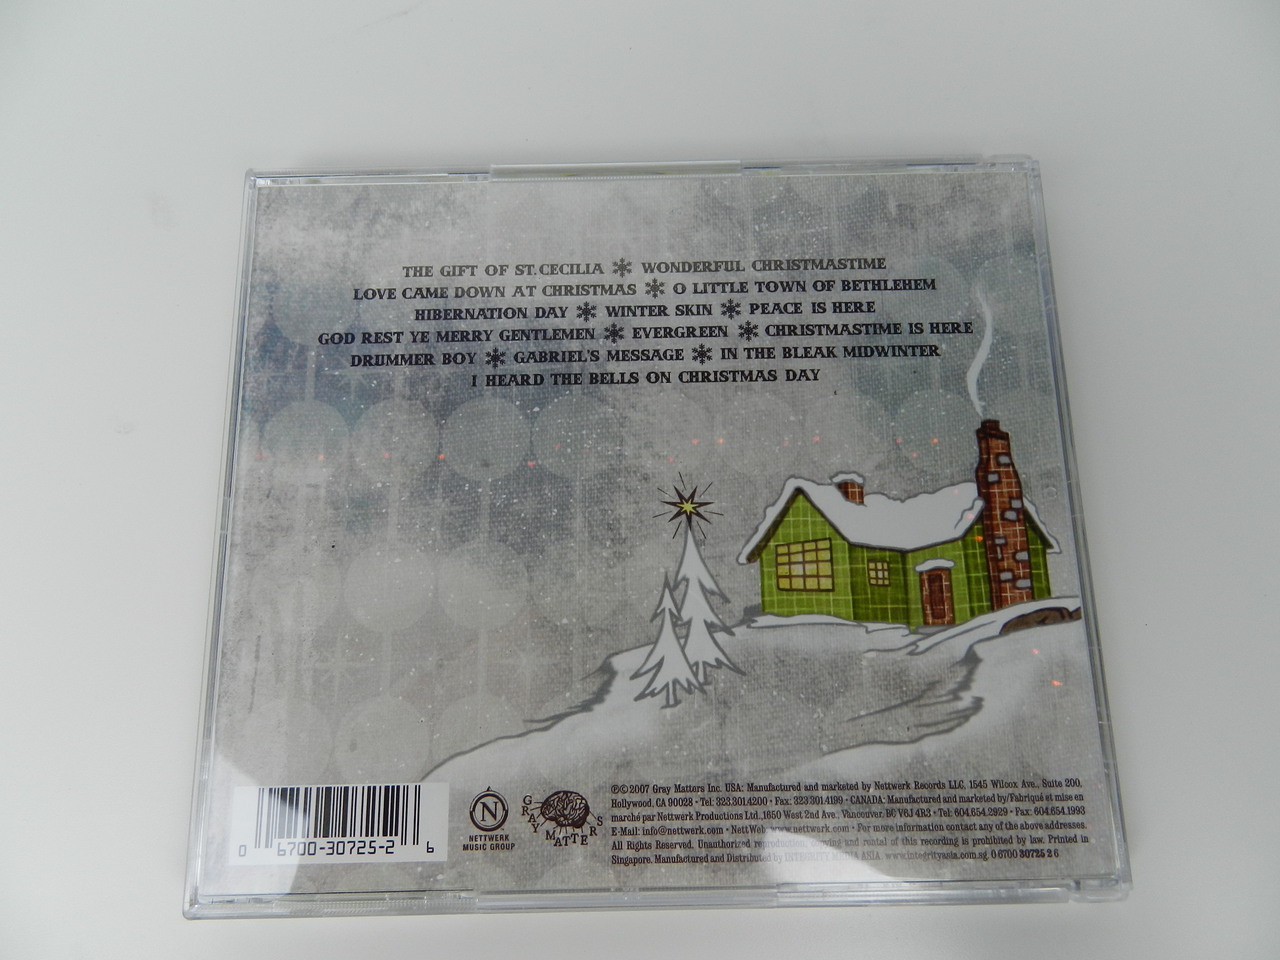 THE GIFT OF ST. CECILIA ❄ WONDERFUL CHRISTMASTIME
LOVE CAME DOWN AT CHRISTMAS ❄ O LITTLE TOWN OF BETHLEHEM
HIBERNATION DAY ❄ WINTER SKIN ❄ PEACE IS HERE
GOD REST YE MERRY GENTLEMEN ❄ EVERGREEN ❄ CHRISTMASTIME IS HERE
DRUMMER BOY ❄ GABRIEL'S MESSAGE ❄ IN THE BLEAK MIDWINTER
I HEARD THE BELLS ON CHRISTMAS DAY
0 6700-30725-2 6
N
NETTWERK
MUSIC GROUP
GRAY MATTERS
℗©2007 Gray Matters Inc. USA: Manufactured and marketed by Nettwerk Records LLC, 1545 Wilcox Ave., Suite 200,
Hollywood, CA 90028 • Tel: 323.301.4200 • Fax: 323.301.4199 • CANADA: Manufactured and marketed by/Fabriqué et mise en
marché par Nettwerk Productions Ltd.,1650 West 2nd Ave., Vancouver, BC V6J 4R3 • Tel: 604.654.2929 • Fax: 604.654.1993
E-Mail: info@nettwerk.com • NettWeb: www.nettwerk.com • For more information contact any of the above addresses.
All Rights Reserved. Unauthorized reproduction, copying and rental of this recording is prohibited by law. Printed in
Singapore. Manufactured and Distributed by INTEGRITY MEDIA ASIA www.integrityasia.com.sg 0 6700 30725 2 6